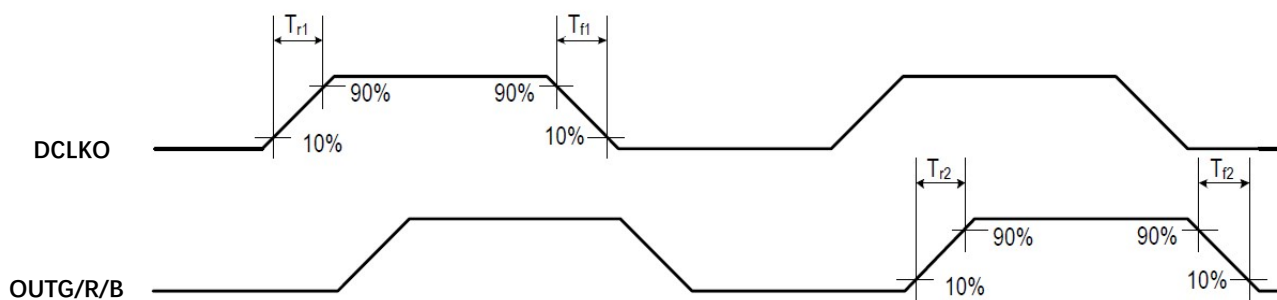 Tr1 Tf1
90% 90%
10% 10%
DCLKO
Tr2 Tf2
90% 90%
10% 10%
OUTG/R/B